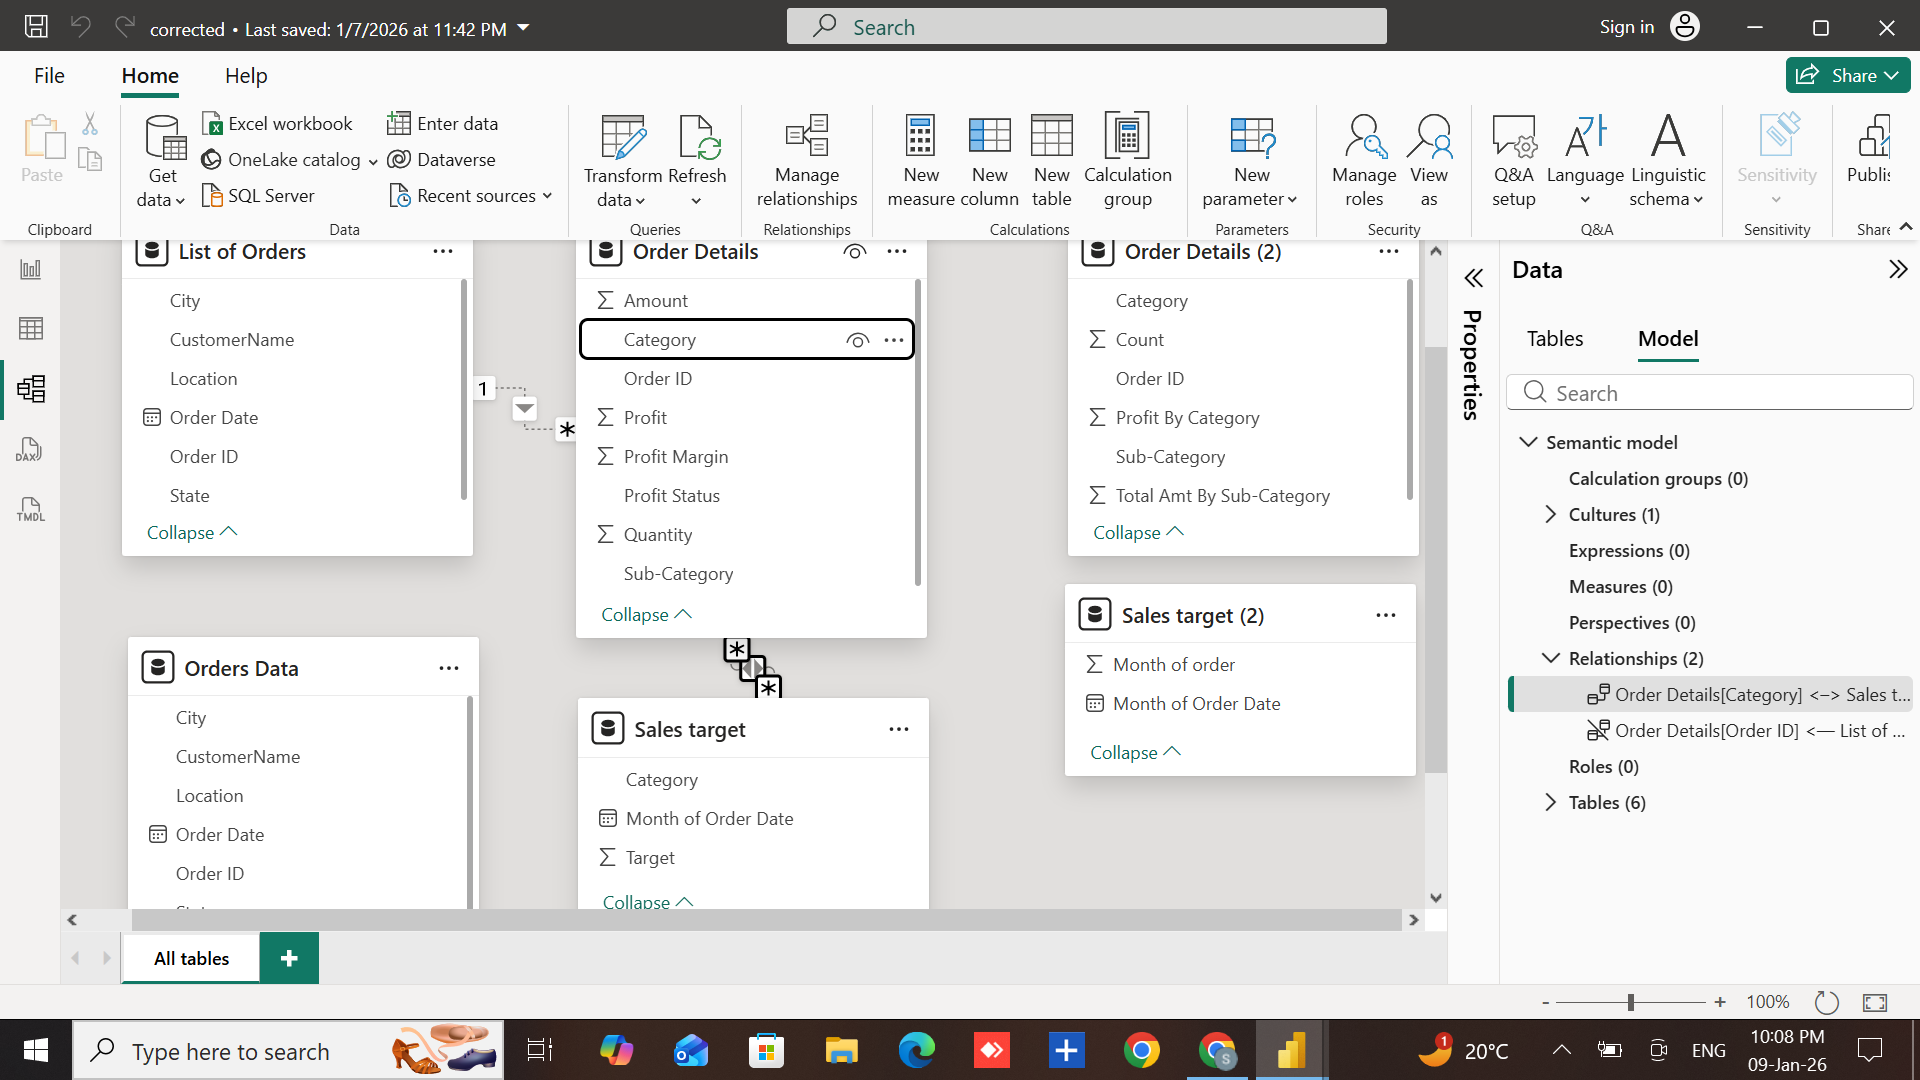 corrected • Last saved: 1/7/2026 at 11:42 PM
Search
Sign in
File
Home
Help
Share
Paste
Clipboard
Get data
Excel workbook
OneLake catalog
SQL Server
Enter data
Dataverse
Recent sources
Data
Transform data
Refresh
Queries
Manage relationships
Relationships
New measure
New column
New table
Calculation group
Calculations
New parameter
Parameters
Manage roles
View as
Security
Q&A setup
Language
Linguistic schema
Q&A
Sensitivity
Sensitivity
Publis
Share
DAX
TMDL
List of Orders
City
CustomerName
Location
Order Date
Order ID
State
Collapse
1
*
Order Details
Amount
Category
Order ID
Profit
Profit Margin
Profit Status
Quantity
Sub-Category
Collapse
Order Details (2)
Category
Count
Order ID
Profit By Category
Sub-Category
Total Amt By Sub-Category
Collapse
*
*
Orders Data
City
CustomerName
Location
Order Date
Order ID
Sales target
Category
Month of Order Date
Target
Collapse
Sales target (2)
Month of order
Month of Order Date
Collapse
Properties
Data
Tables
Model
Search
Semantic model
Calculation groups (0)
Cultures (1)
Expressions (0)
Measures (0)
Perspectives (0)
Relationships (2)
Order Details[Category] <–> Sales t...
Order Details[Order ID] <— List of ...
Roles (0)
Tables (6)
All tables
+
- + 100%
Type here to search
S
1
20°C
ENG
10:08 PM
09-Jan-26